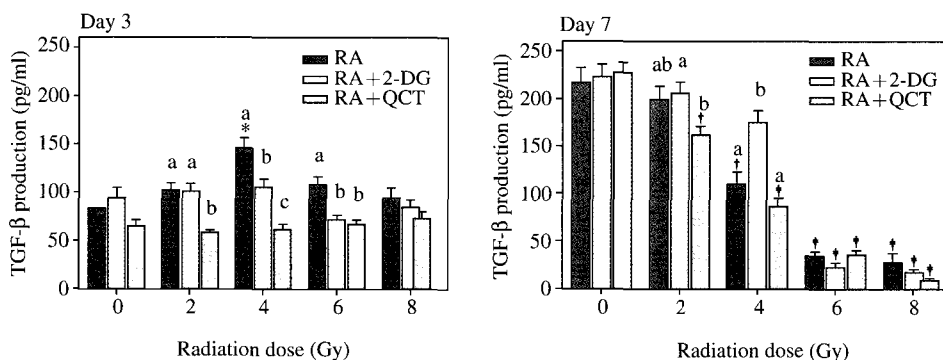 Day 3
TGF-β production (pg/ml)
250
200
150
100
50
0
RA
RA+2-DG
RA+QCT
a a b
a
*
b c
a b b
0 2 4 6 8
Radiation dose (Gy)
Day 7
TGF-β production (pg/ml)
250
200
150
100
50
0
RA
RA+2-DG
RA+QCT
ab a b
†
a
†
b
a
‡
‡ ‡ ‡
‡ ‡ ‡
0 2 4 6 8
Radiation dose (Gy)